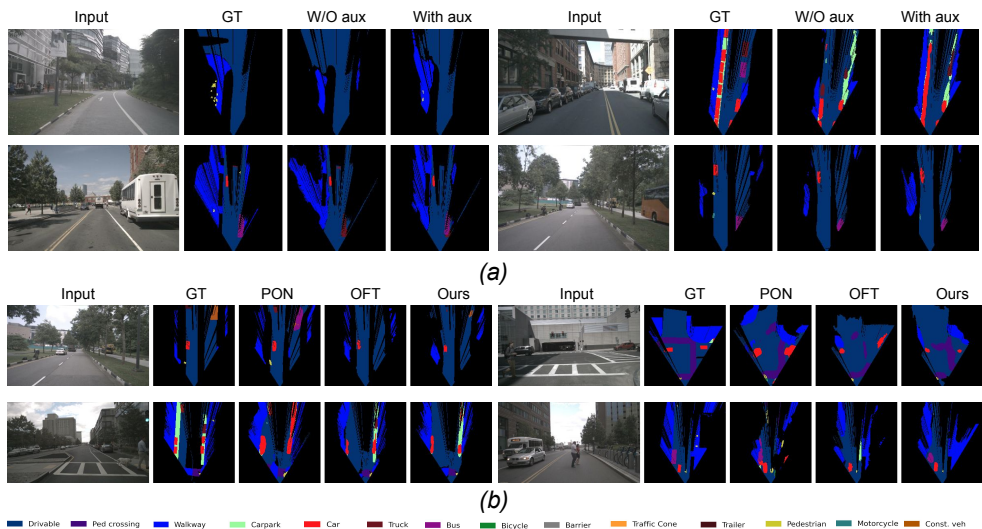 Input GT W/O aux With aux Input GT W/O aux With aux
(a)
Input GT PON OFT Ours Input GT PON OFT Ours
(b)
Drivable Ped crossing Walkway Carpark Car Truck Bus Bicycle Barrier Traffic Cone Trailer Pedestrian Motorcycle Const. veh